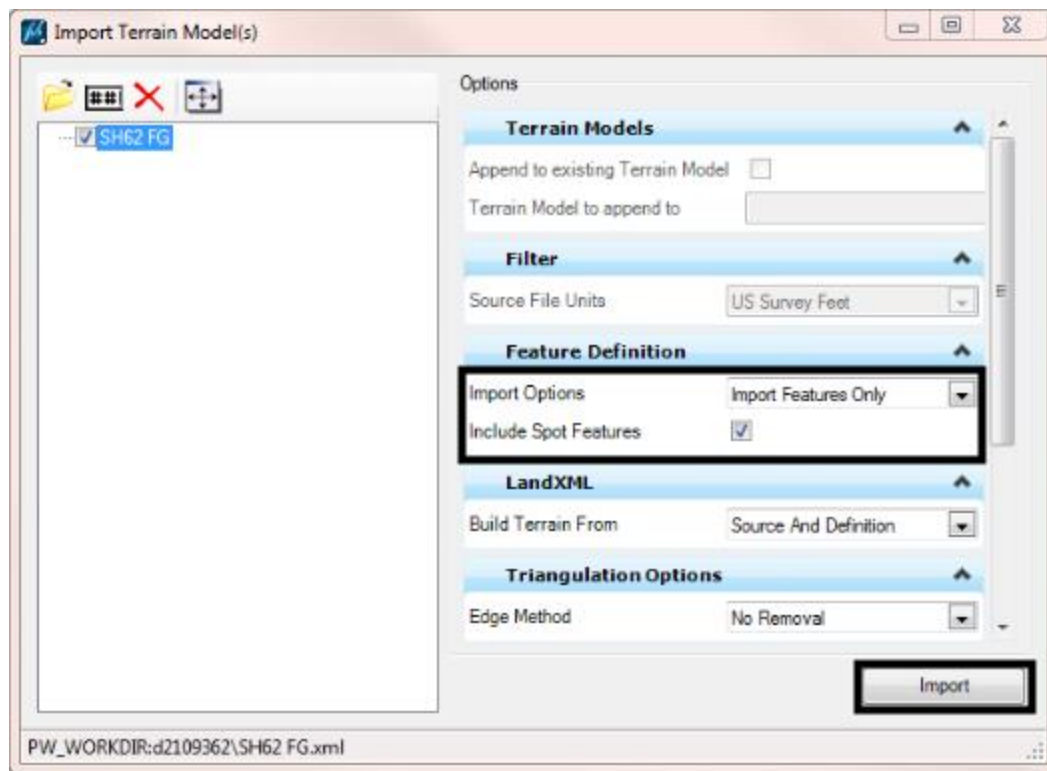 Import Terrain Model(s)
Options
##
SH62 FG
Terrain Models
Append to existing Terrain Model
Terrain Model to append to
Filter
Source File Units US Survey Feet
Feature Definition
Import Options Import Features Only
Include Spot Features
LandXML
Build Terrain From Source And Definition
Triangulation Options
Edge Method No Removal
Import
PW_WORKDIR:d2109362\SH62 FG.xml